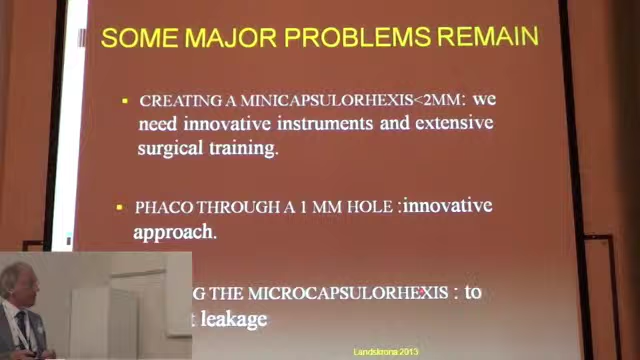 SOME MAJOR PROBLEMS REMAIN
CREATING A MINICAPSULORHEXIS<2MM: we
need innovative instruments and extensive
surgical training.
PHACO THROUGH A 1 MM HOLE :innovative
approach.
G THE MICROCAPSULORHEXIS : to
t leakage
Landskrona 2013